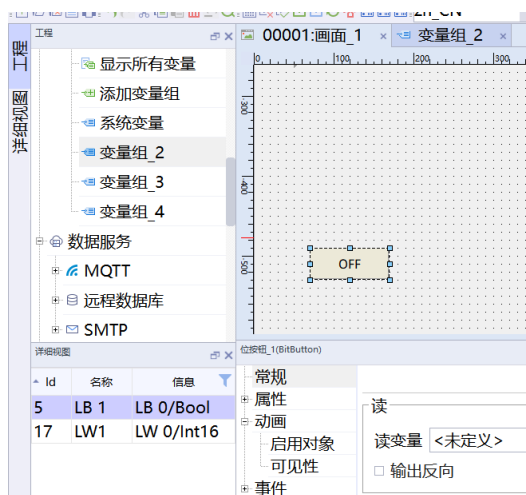 zh_CN
工程
00001:画面_1
变量组_2
工程
详细视图
显示所有变量
添加变量组
系统变量
变量组_2
变量组_3
变量组_4
数据服务
MQTT
远程数据库
SMTP
0
100
200
300
-300
-400
-500
OFF
详细视图
Id 名称 信息
5 LB 1 LB 0/Bool
17 LW1 LW 0/Int16
位按钮_1(BitButton)
常规
属性
动画
启用对象
可见性
事件
读
读变量 <未定义>
输出反向